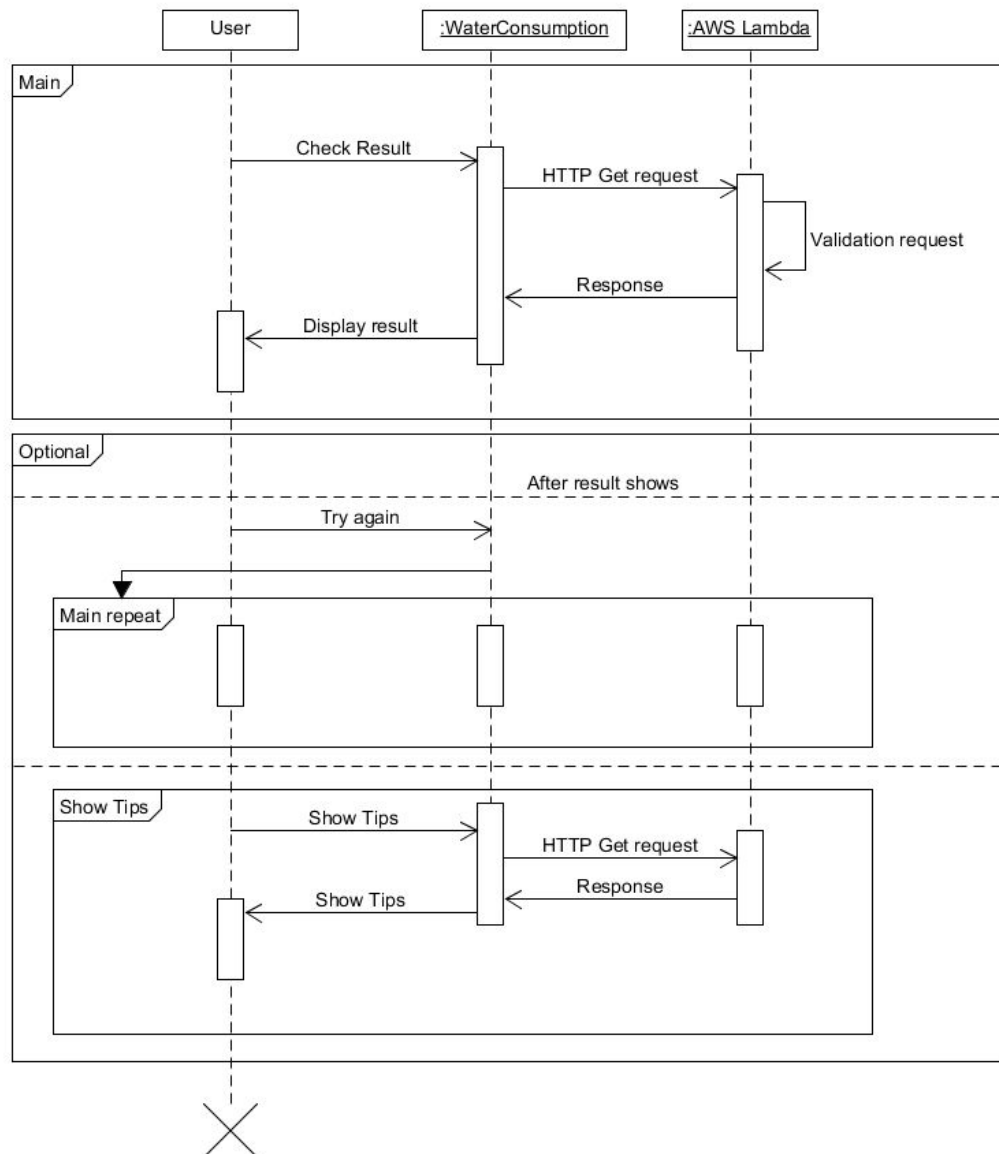 User
:WaterConsumption
:AWS Lambda
Main
Check Result
HTTP Get request
Validation request
Response
Display result
Optional
After result shows
Try again
Main repeat
Show Tips
Show Tips
HTTP Get request
Response
Show Tips